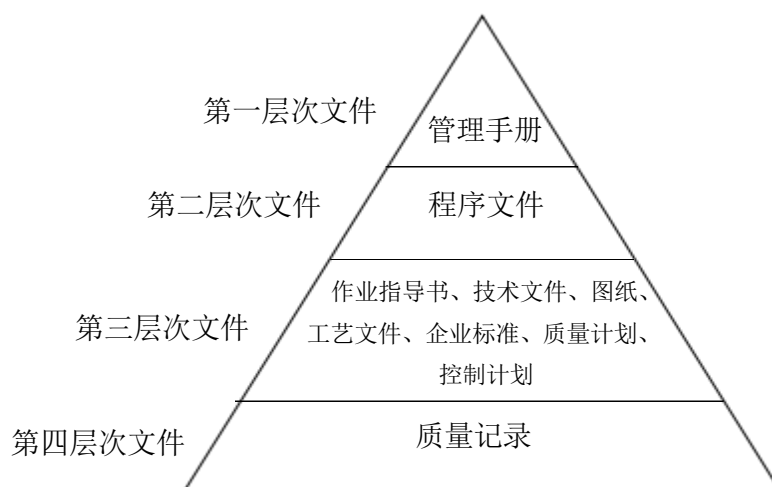 第一层次文件
管理手册
第二层次文件
程序文件
第三层次文件
作业指导书、技术文件、图纸、
工艺文件、企业标准、质量计划、
控制计划
第四层次文件
质量记录